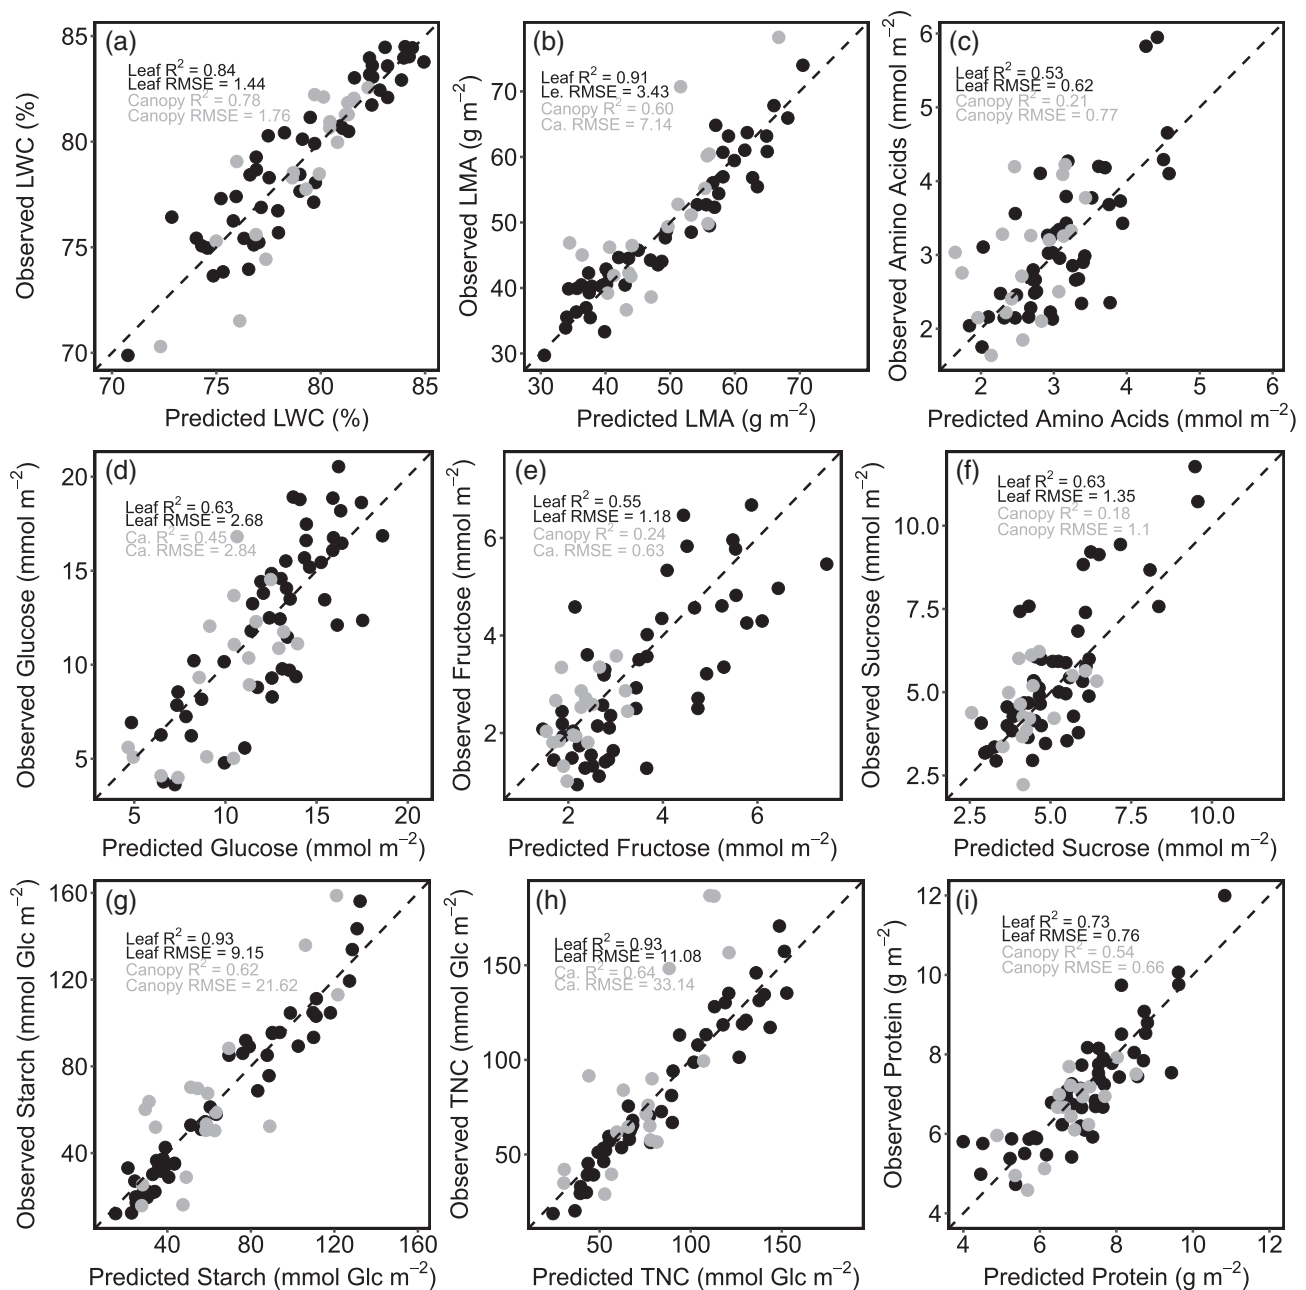 (a)
Leaf R² = 0.84
Leaf RMSE = 1.44
Canopy R² = 0.78
Canopy RMSE = 1.76
Observed LWC (%)
85
80
75
70
70 75 80 85
Predicted LWC (%)
(b)
Leaf R² = 0.91
Le. RMSE = 3.43
Canopy R² = 0.60
Ca. RMSE = 7.14
Observed LMA (g m⁻²)
70
60
50
40
30
30 40 50 60 70
Predicted LMA (g m⁻²)
(c)
Leaf R² = 0.53
Leaf RMSE = 0.62
Canopy R² = 0.21
Canopy RMSE = 0.77
Observed Amino Acids (mmol m⁻²)
6
5
4
3
2
2 3 4 5 6
Predicted Amino Acids (mmol m⁻²)
(d)
Leaf R² = 0.63
Leaf RMSE = 2.68
Ca. R² = 0.45
Ca. RMSE = 2.84
Observed Glucose (mmol m⁻²)
20
15
10
5
5 10 15 20
Predicted Glucose (mmol m⁻²)
(e)
Leaf R² = 0.55
Leaf RMSE = 1.18
Canopy R² = 0.24
Ca. RMSE = 0.63
Observed Fructose (mmol m⁻²)
6
4
2
2 4 6
Predicted Fructose (mmol m⁻²)
(f)
Leaf R² = 0.63
Leaf RMSE = 1.35
Canopy R² = 0.18
Canopy RMSE = 1.1
Observed Sucrose (mmol m⁻²)
10.0
7.5
5.0
2.5
2.5 5.0 7.5 10.0
Predicted Sucrose (mmol m⁻²)
(g)
Leaf R² = 0.93
Leaf RMSE = 9.15
Canopy R² = 0.62
Canopy RMSE = 21.62
Observed Starch (mmol Glc m⁻²)
160
120
80
40
40 80 120 160
Predicted Starch (mmol Glc m⁻²)
(h)
Leaf R² = 0.93
Leaf RMSE = 11.08
Ca. R² = 0.64
Ca. RMSE = 33.14
Observed TNC (mmol Glc m⁻²)
150
100
50
50 100 150
Predicted TNC (mmol Glc m⁻²)
(i)
Leaf R² = 0.73
Leaf RMSE = 0.76
Canopy R² = 0.54
Canopy RMSE = 0.66
Observed Protein (g m⁻²)
12
10
8
6
4
4 6 8 10 12
Predicted Protein (g m⁻²)